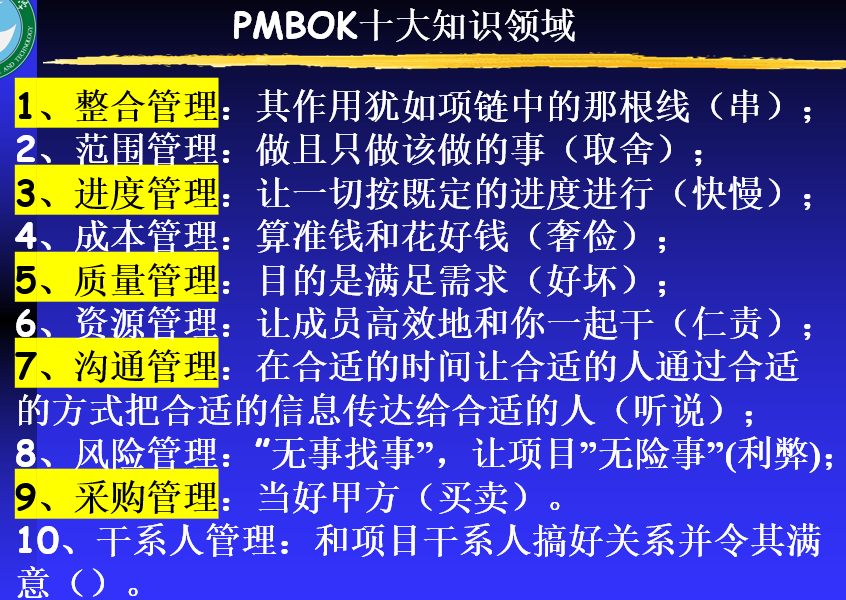 PMBOK十大知识领域
AND TECHNOLOGY
1、整合管理：其作用犹如项链中的那根线（串）；
2、范围管理：做且只做该做的事（取舍）；
3、进度管理：让一切按既定的进度进行（快慢）；
4、成本管理：算准钱和花好钱（奢俭）；
5、质量管理：目的是满足需求（好坏）；
6、资源管理：让成员高效地和你一起干（仁责）；
7、沟通管理：在合适的时间让合适的人通过合适
的方式把合适的信息传达给合适的人（听说）；
8、风险管理：”无事找事”，让项目”无险事”(利弊)；
9、采购管理：当好甲方（买卖）。
10、干系人管理：和项目干系人搞好关系并令其满
意（）。